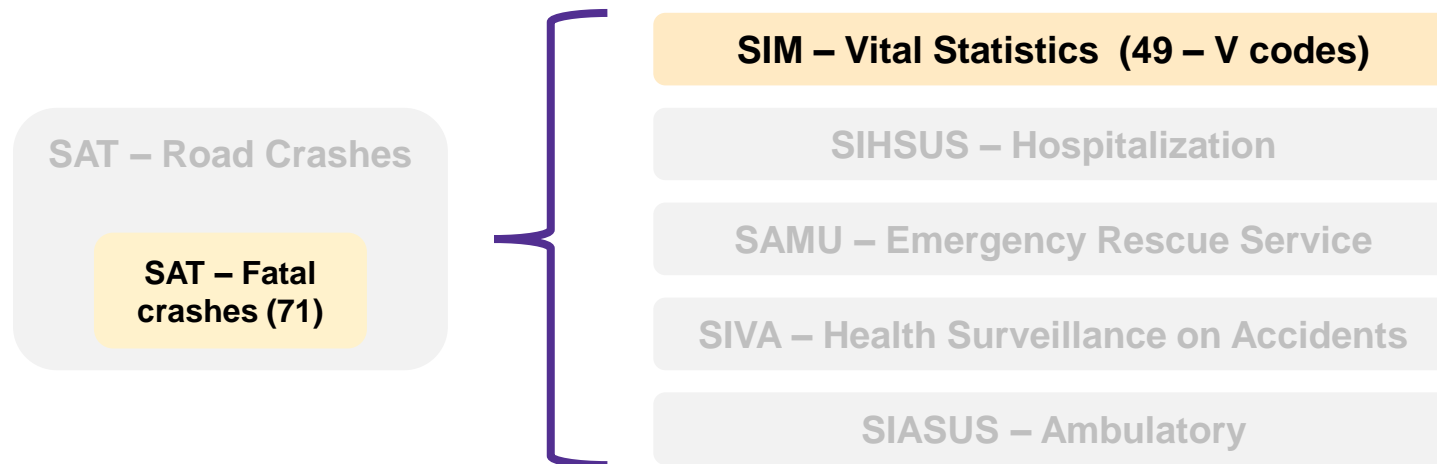 SAT – Road Crashes
SAT – Fatal
crashes (71)
SIM – Vital Statistics  (49 – V codes)
SIHSUS – Hospitalization
SAMU – Emergency Rescue Service
SIVA – Health Surveillance on Accidents
SIASUS – Ambulatory